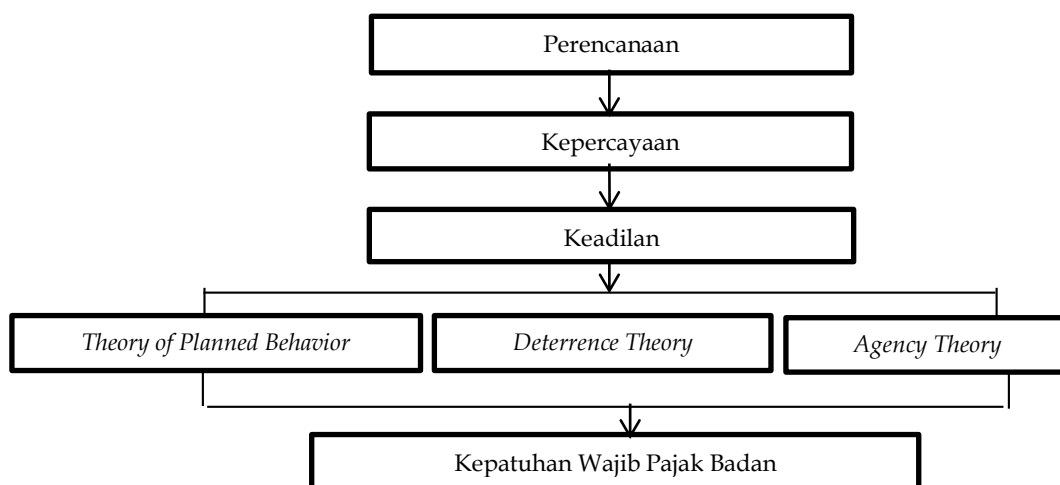 Perencanaan
Kepercayaan
Keadilan
Theory of Planned Behavior
Deterrence Theory
Agency Theory
Kepatuhan Wajib Pajak Badan